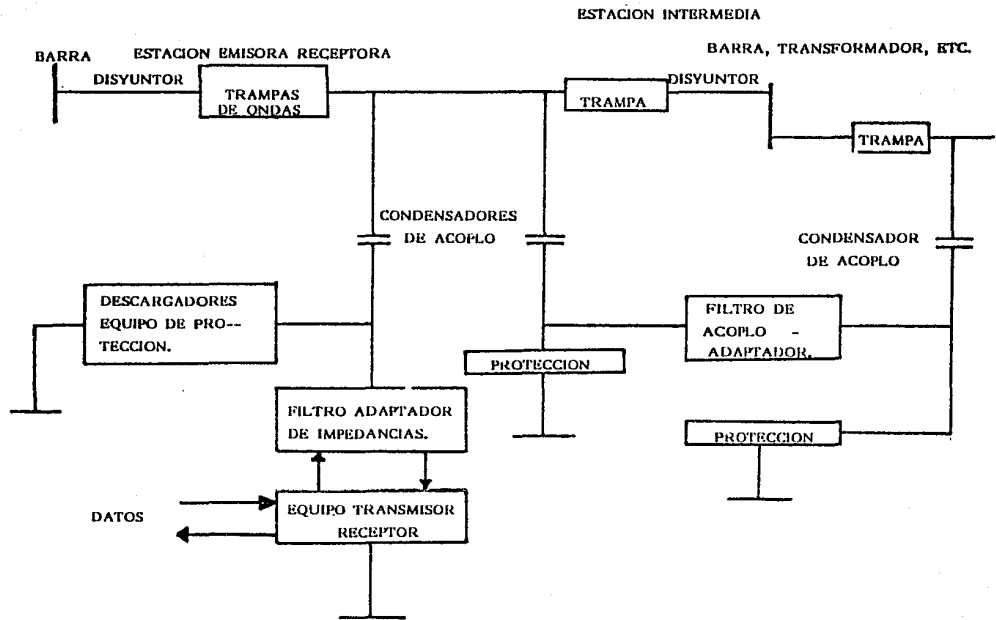 ESTACION INTERMEDIA
BARRA
ESTACION EMISORA RECEPTORA
BARRA, TRANSFORMADOR, ETC.
DISYUNTOR
TRAMPAS
DE ONDAS
TRAMPA
DISYUNTOR
TRAMPA
CONDENSADORES
DE ACOPLO
CONDENSADOR
DE ACOPLO
DESCARGADORES
EQUIPO DE PRO--
TECCION.
FILTRO DE
ACOPLO -
ADAPTADOR.
PROTECCION
FILTRO ADAPTADOR
DE IMPEDANCIAS.
PROTECCION
DATOS
EQUIPO TRANSMISOR
RECEPTOR